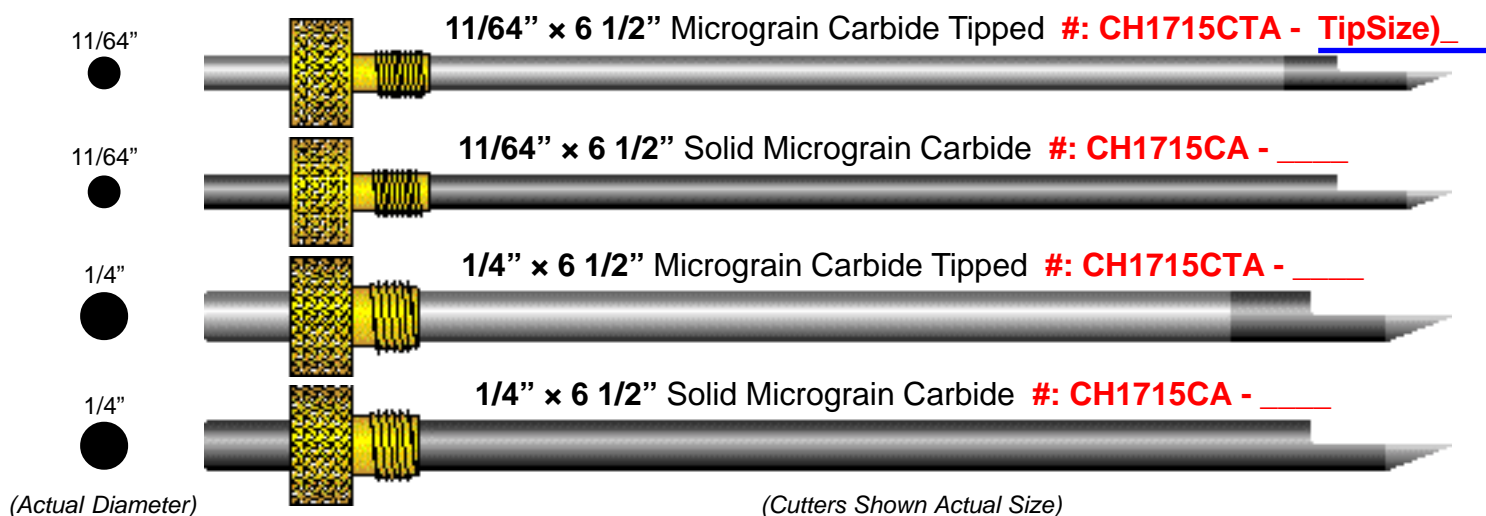 11/64” × 6 1/2” Micrograin Carbide Tipped #: CH1715CTA - TipSize)_
11/64”
11/64” × 6 1/2” Solid Micrograin Carbide #: CH1715CA - ____
11/64”
1/4” × 6 1/2” Micrograin Carbide Tipped #: CH1715CTA - ____
1/4”
1/4” × 6 1/2” Solid Micrograin Carbide #: CH1715CA - ____
1/4”
(Actual Diameter) (Cutters Shown Actual Size)